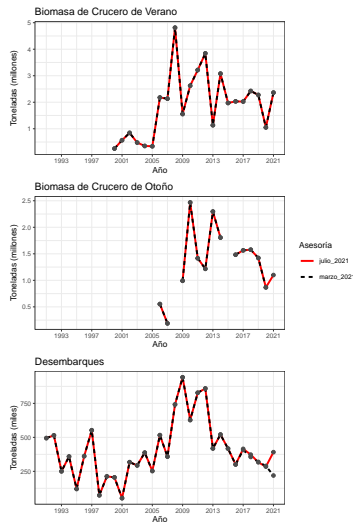 Biomasa de Crucero de Verano
Toneladas (millones)
5
4
3
2
1
1993 1997 2001 2005 2009 2013 2017 2021
Año
Biomasa de Crucero de Otoño
Toneladas (millones)
2.5
2.0
1.5
1.0
0.5
1993 1997 2001 2005 2009 2013 2017 2021
Año
Asesoría
julio_2021
marzo_202
Desembarques
Toneladas (miles)
750
500
250
1993 1997 2001 2005 2009 2013 2017 2021
Año